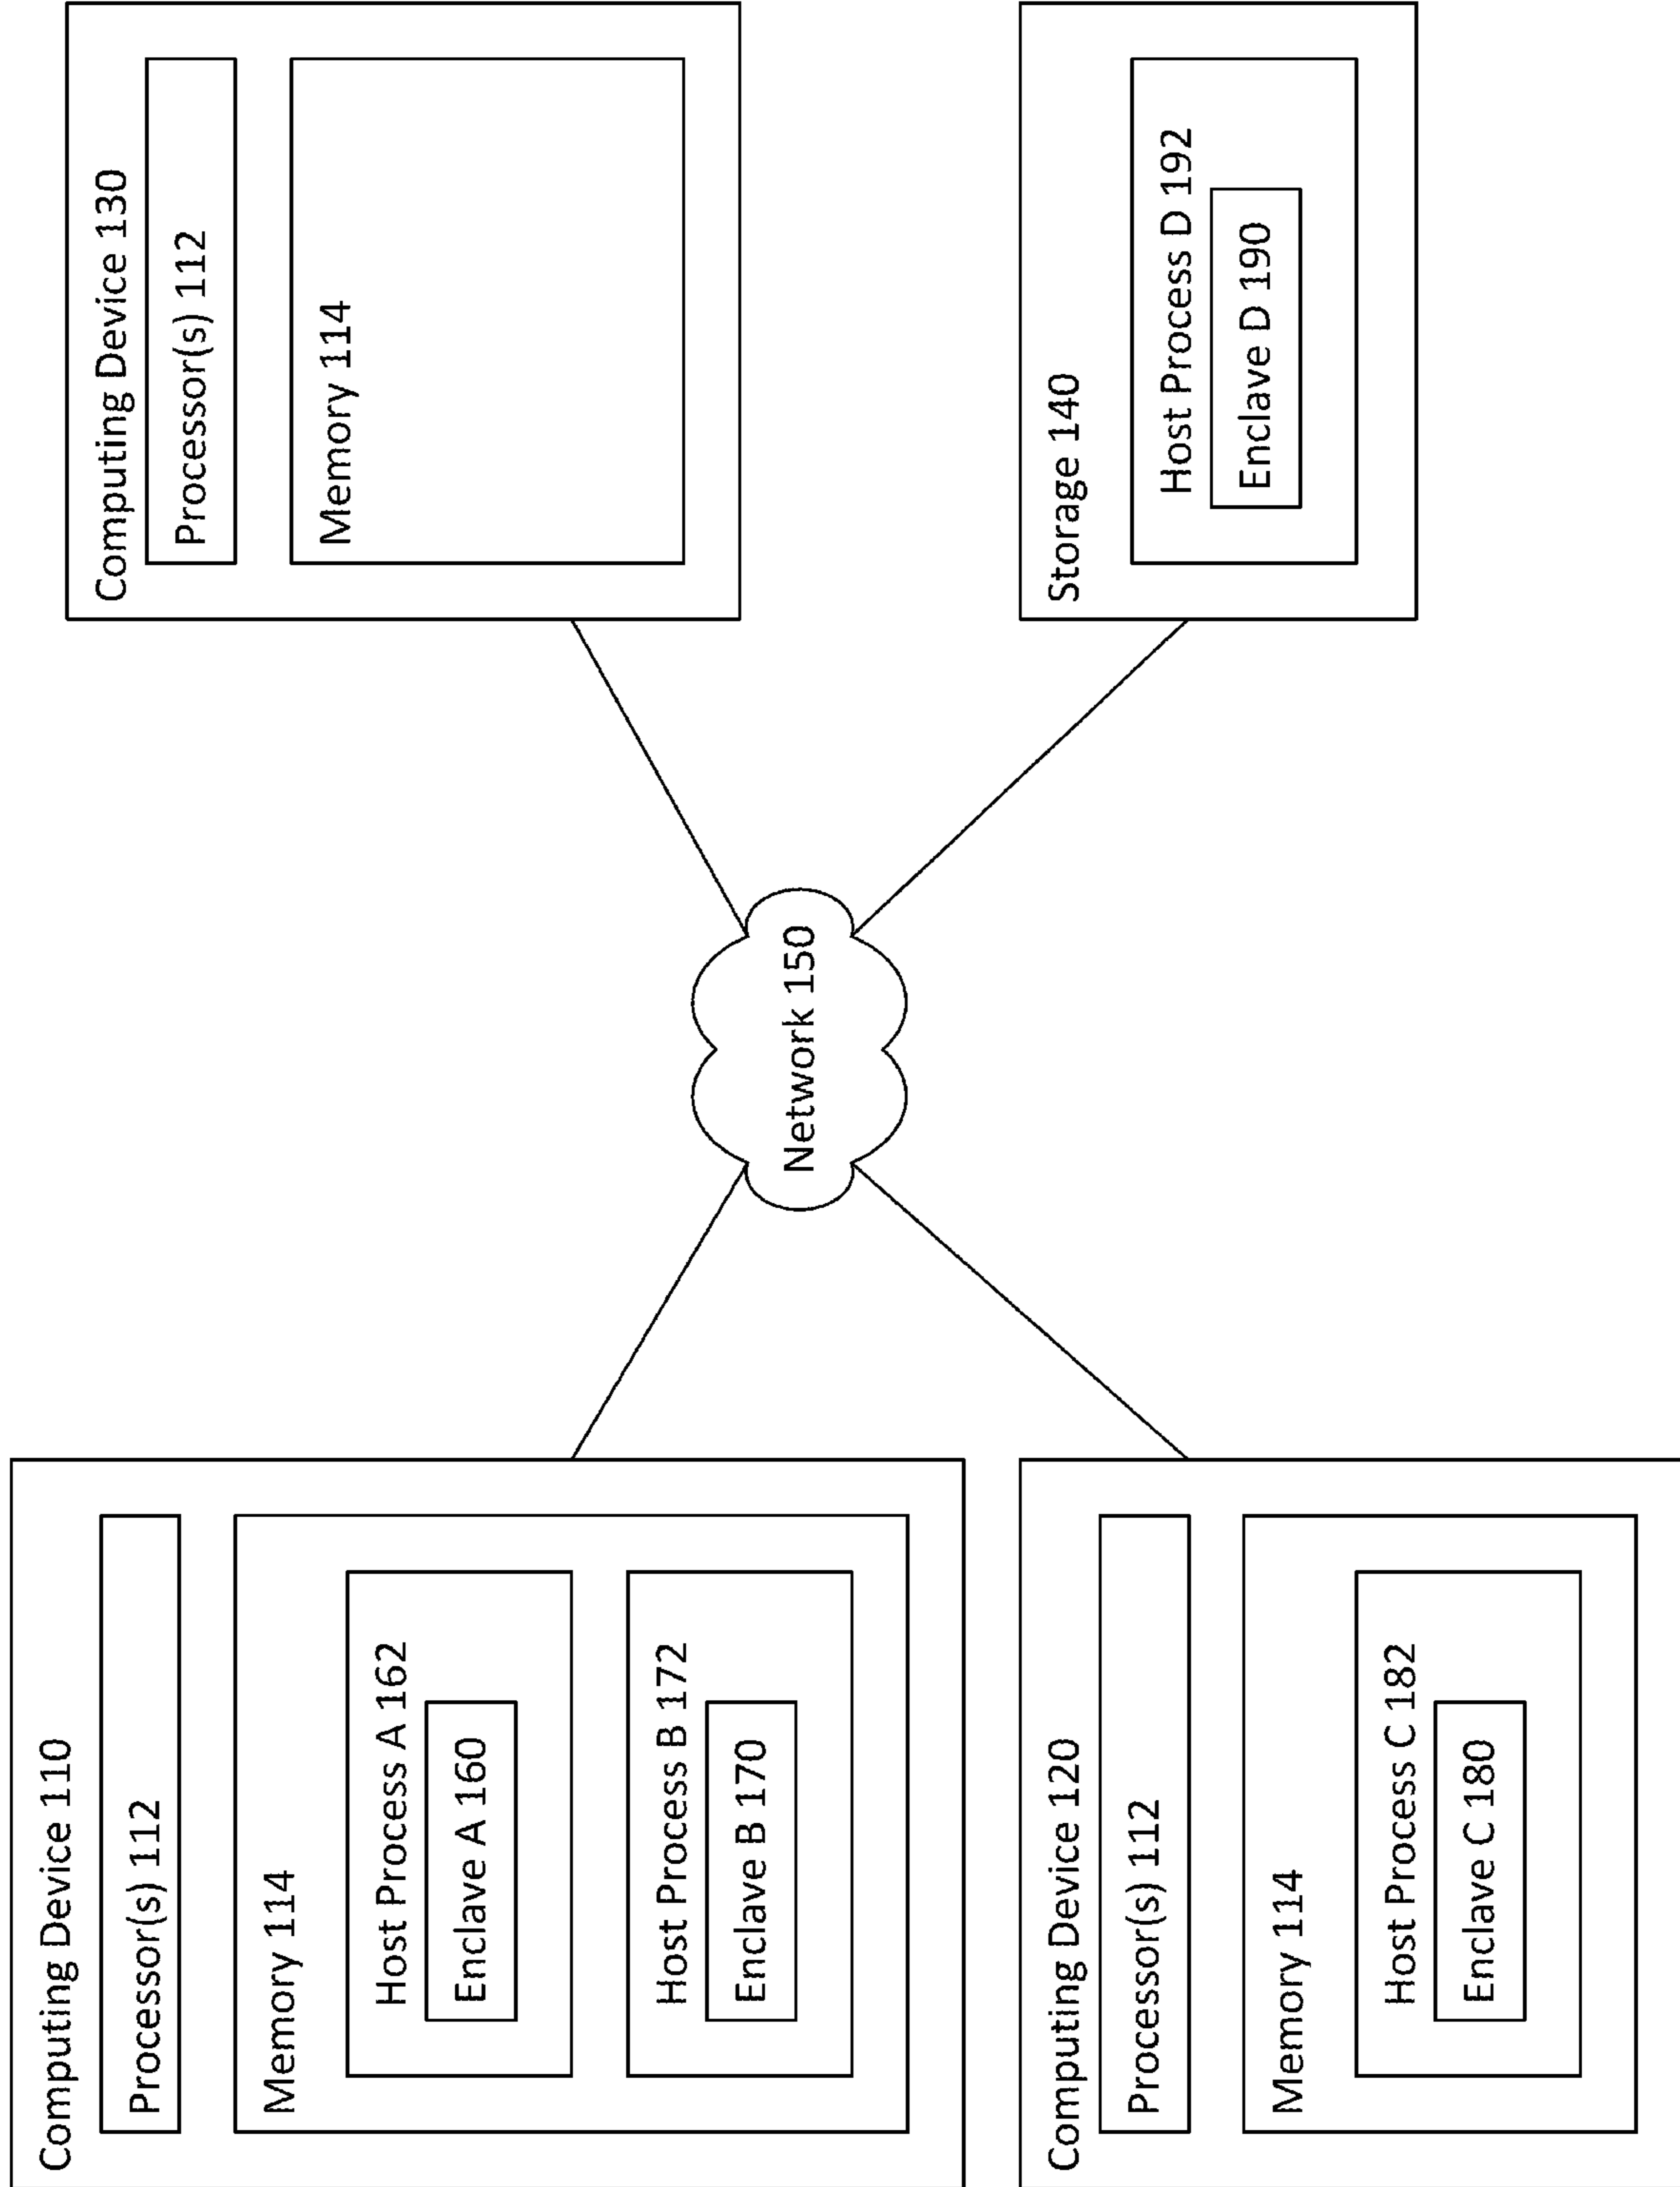 Computing Device 110
Processor(s) 112
Memory 114
Host Process A 162
Enclave A 160
Host Process B 172
Enclave B 170
Computing Device 120
Processor(s) 112
Memory 114
Host Process C 182
Enclave C 180
Network 150
Computing Device 130
Processor(s) 112
Memory 114
Storage 140
Host Process D 192
Enclave D 190